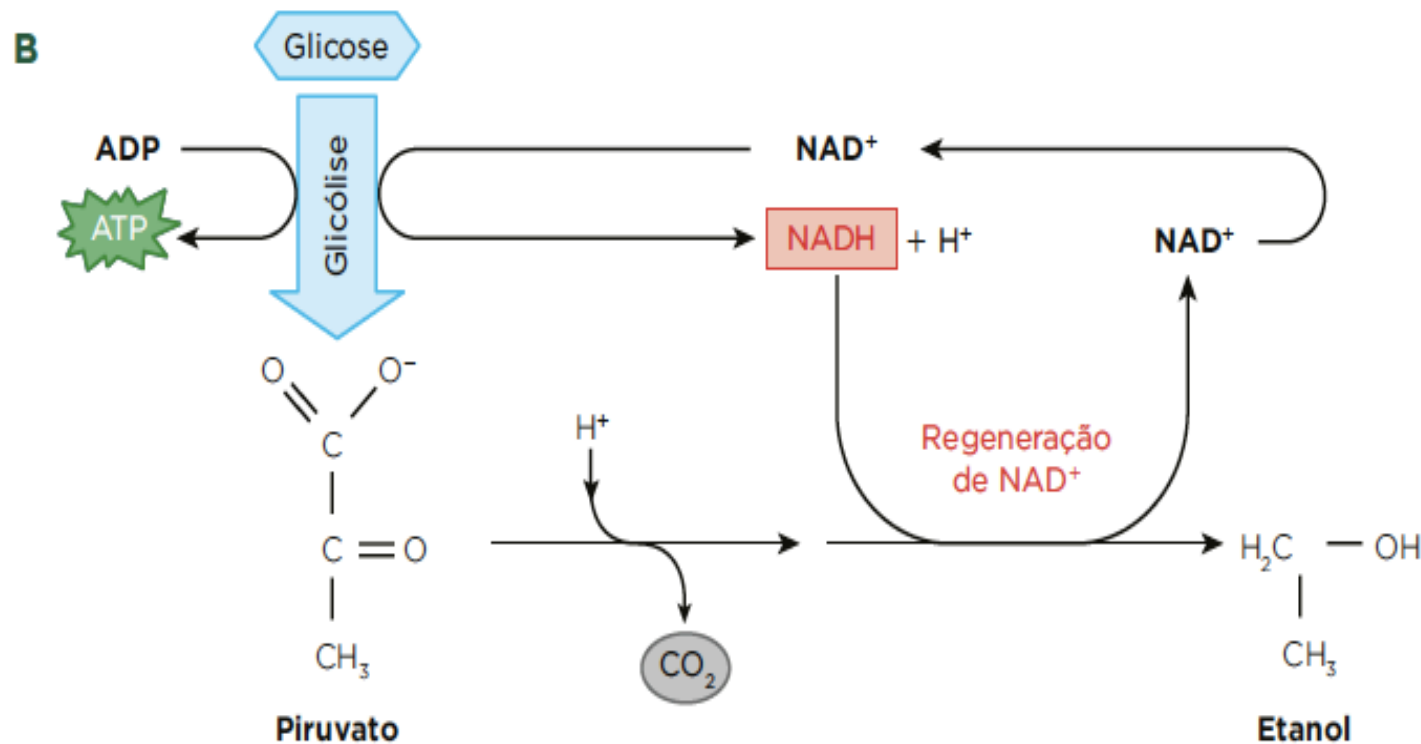 B
Glicose
ADP
NAD⁺
ATP
Glicólise
NADH + H⁺
NAD⁺
O
O⁻
C
H⁺
Regeneração
de NAD⁺
C = O
H₂C — OH
CH₃
CO₂
CH₃
Piruvato
Etanol